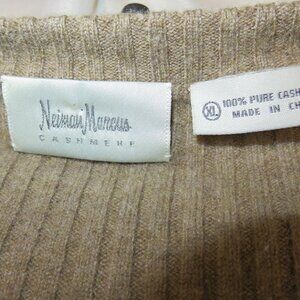 Neiman Marcus
CASHMERE
XL
100% PURE CASH
MADE IN CH